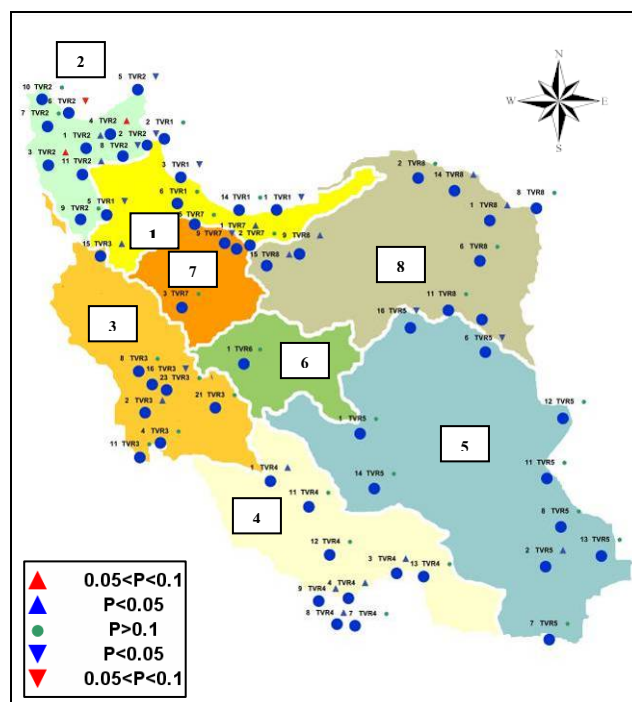 2
N
W E
S
5 TVR2
10 TVR2
6 TVR2
7 TVR2
4 TVR2
2 TVR1
1 TVR2
2 TVR2
8 TVR2
3 TVR2
11 TVR2
3 TVR1
2 TVR8
14 TVR8
6 TVR1
14 TVR1
1 TVR1
8 TVR8
9 TVR2
5 TVR1
1 TVR8
1
1 TVR7
9 TVR8
2 TVR7
15 TVR3
15 TVR8
6 TVR8
7
8
3 TVR7
11 TVR8
3
16 TVR5
8 TVR3
1 TVR6
6
6 TVR5
16 TVR3
23 TVR3
2 TVR3
21 TVR3
12 TVR5
1 TVR5
4 TVR3
11 TVR3
5
1 TVR4
14 TVR5
11 TVR5
11 TVR4
4
8 TVR5
12 TVR4
13 TVR5
2 TVR5
3 TVR4
13 TVR4
4 TVR4
9 TVR4
8 TVR4
7 TVR4
7 TVR5
0.05<P<0.1
P<0.05
P>0.1
P<0.05
0.05<P<0.1